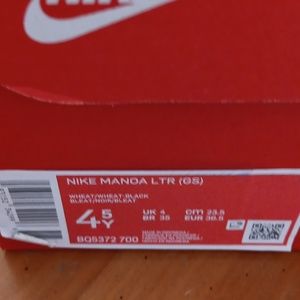 NIKE MANOA LTR (GS)
WHEAT/WHEAT-BLACK
BLEAT/NOIR/BLEAT
4.5Y
UK 4 CM 23.5
BR 35 EUR 36.5
BQ5372 700